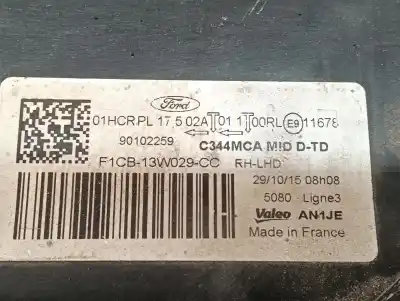 Ford
01HCR PL 17 5 02A 01 1 00RL E9 11678
90102259 C344MCA MID D-TD
F1CB-13W029-CC RH-LHD
29/10/15 08h08
5080 Ligne3
Valeo AN1JE
Made in France